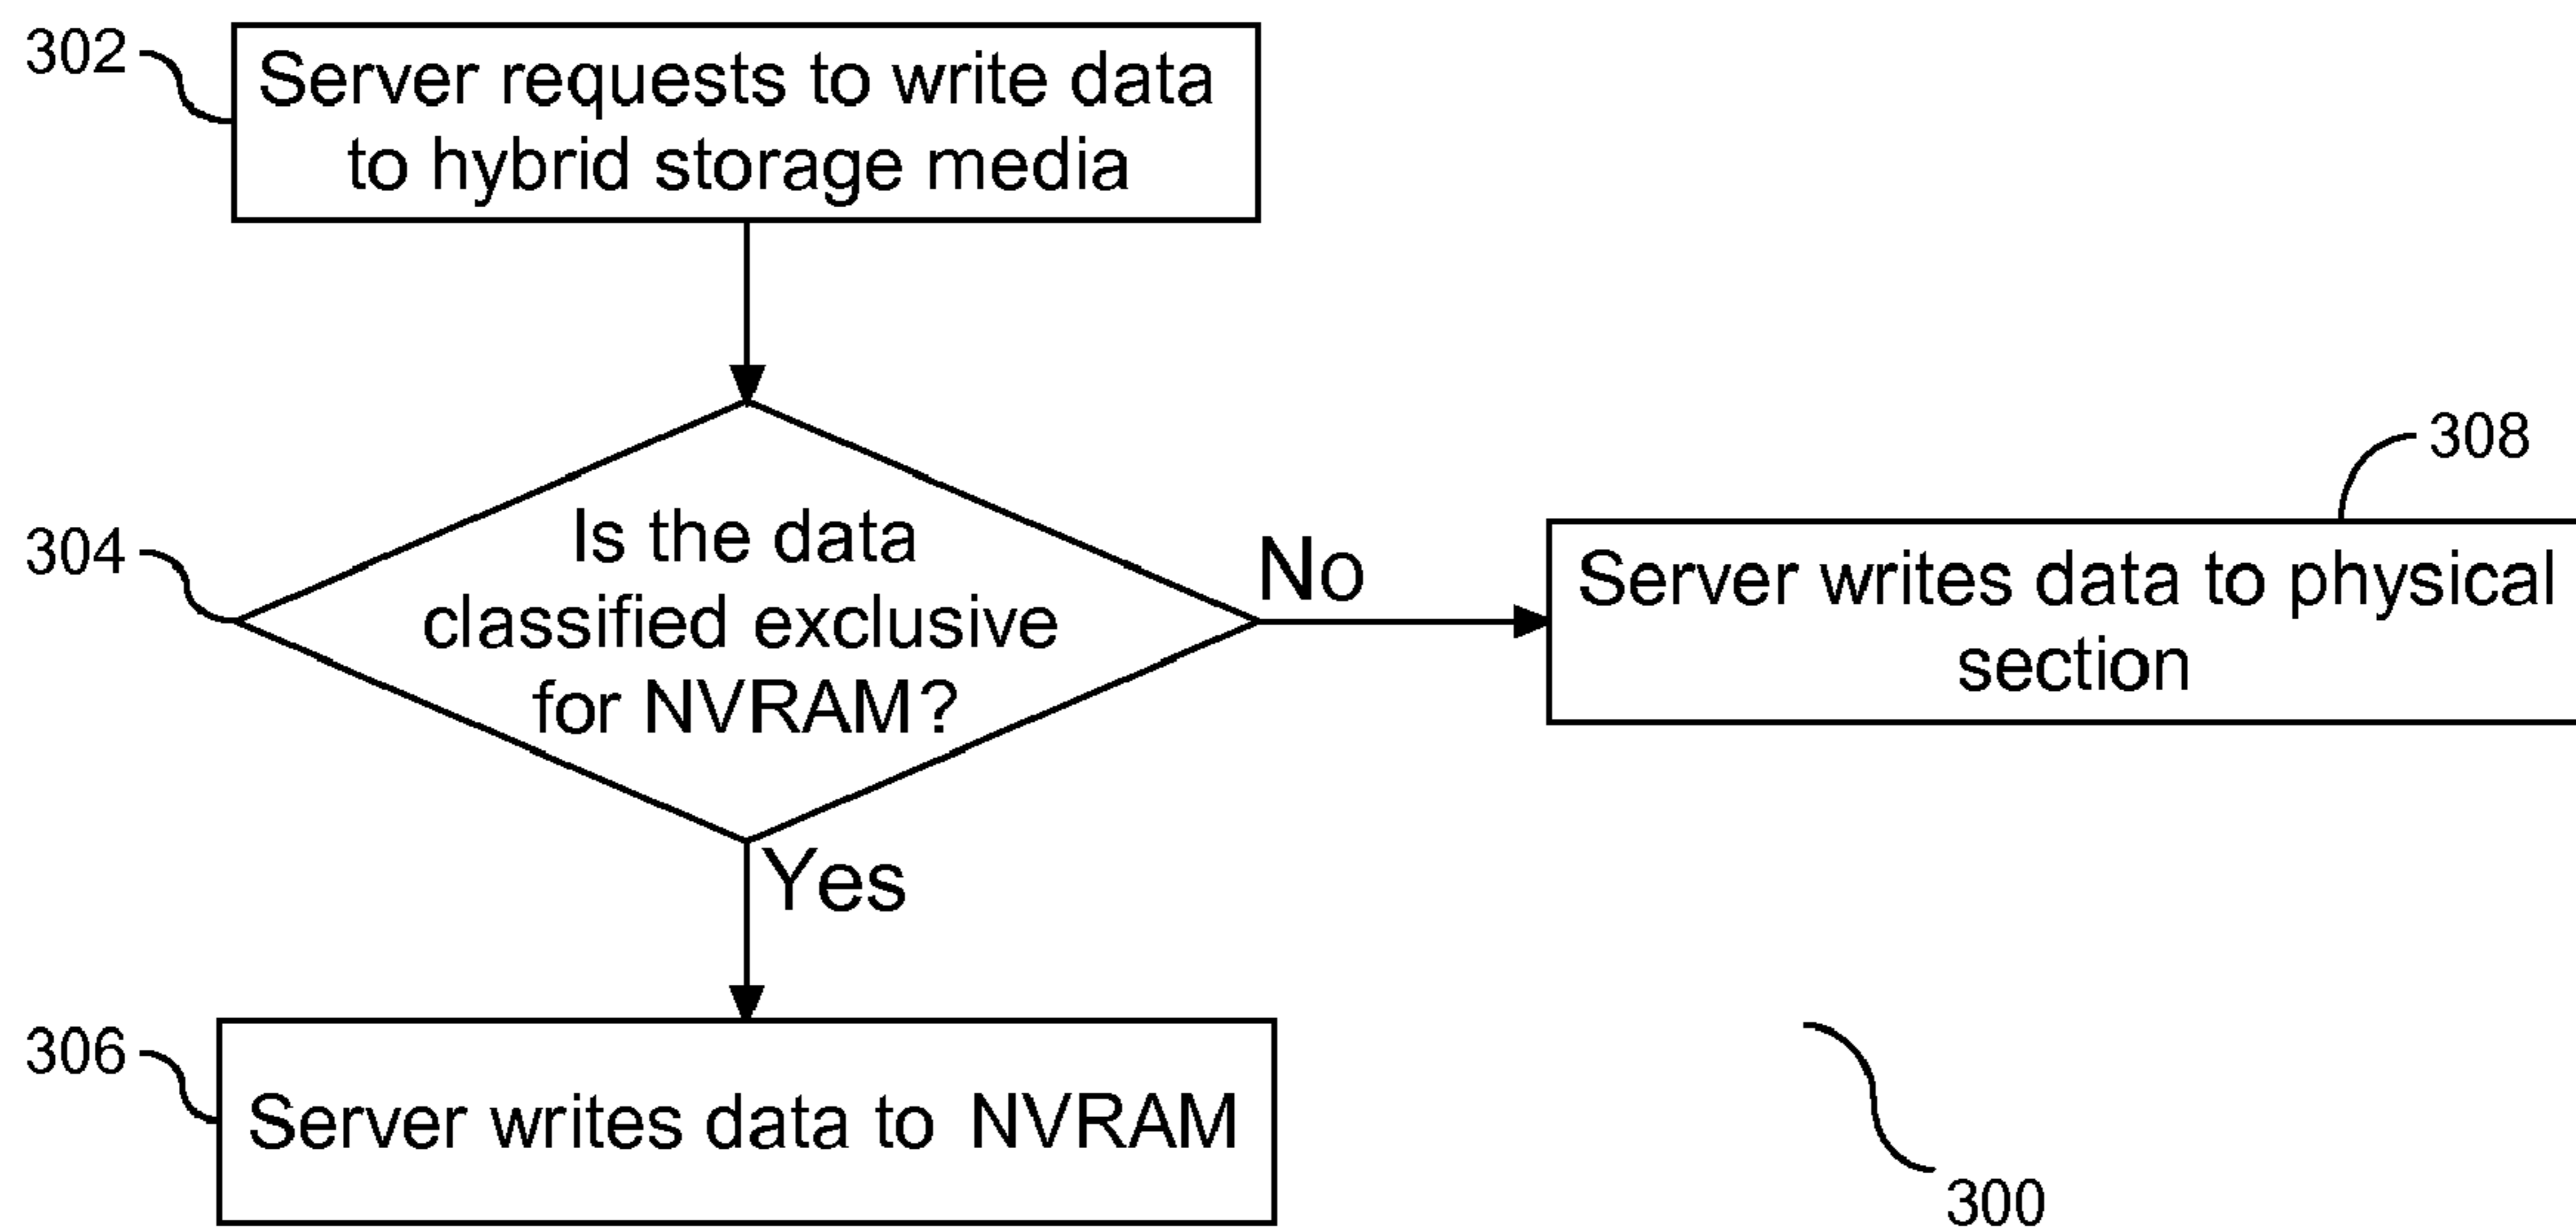 302
Server requests to write data
to hybrid storage media
304
Is the data
classified exclusive
for NVRAM?
No
308
Server writes data to physical
section
Yes
306
Server writes data to NVRAM
300